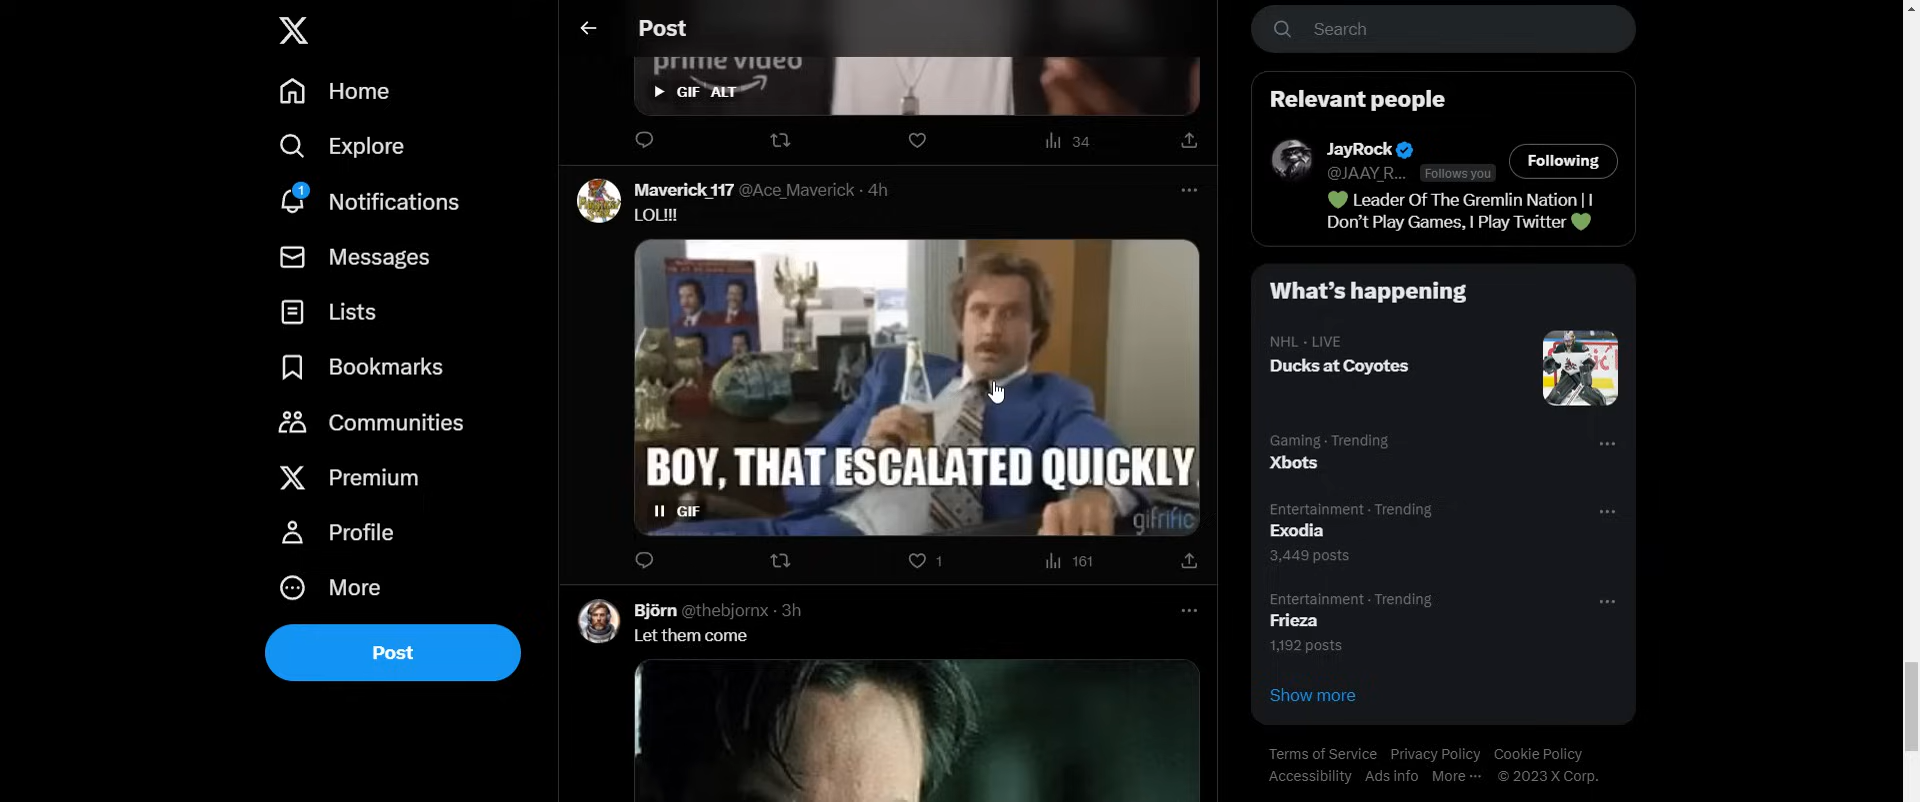 Home
Explore
1
Notifications
Messages
Lists
Bookmarks
Communities
Premium
Profile
More
Post
Post
prime video
GIF ALT
34
Maverick_117 @Ace_Maverick · 4h
LOL!!!
BOY, THAT ESCALATED QUICKLY
GIF
gifrific
1
161
Björn @thebjornx · 3h
Let them come
Search
Relevant people
JayRock
@JAAY_R... Follows you
Following
💚 Leader Of The Gremlin Nation | I
Don’t Play Games, I Play Twitter 💚
What’s happening
NHL · LIVE
Ducks at Coyotes
Gaming · Trending
Xbots
Entertainment · Trending
Exodia
3,449 posts
Entertainment · Trending
Frieza
1,192 posts
Show more
Terms of Service Privacy Policy Cookie Policy
Accessibility Ads info More ··· © 2023 X Corp.